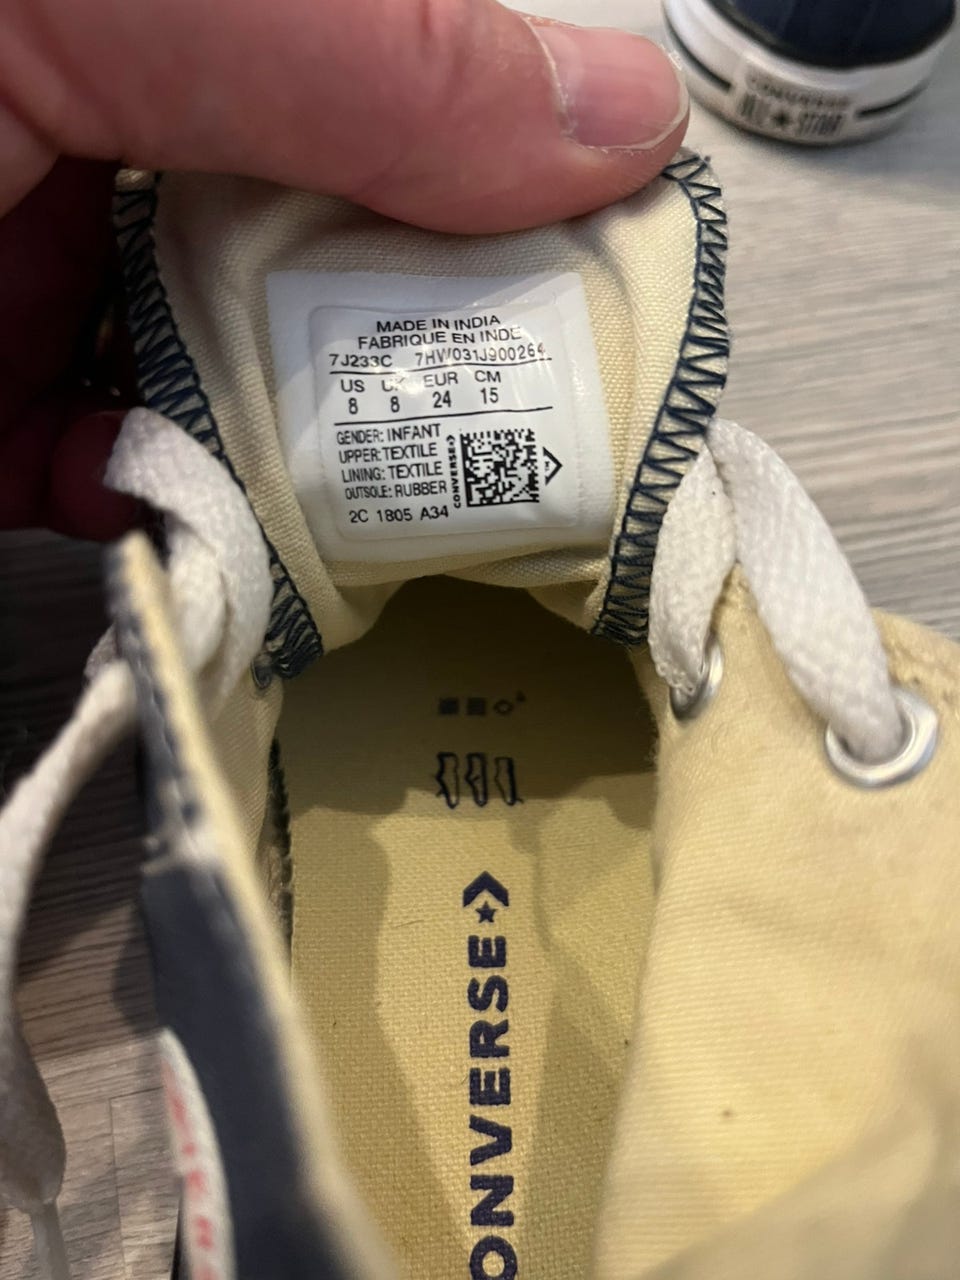 CONVERSE
ALL ★ STAR
MADE IN INDIA
FABRIQUE EN INDE
7J233C 7HW031J900264
US UK EUR CM
8 8 24 15
GENDER: INFANT
UPPER: TEXTILE
LINING: TEXTILE
OUTSOLE: RUBBER
CONVERSE
2C 1805 A34
CONVERSE